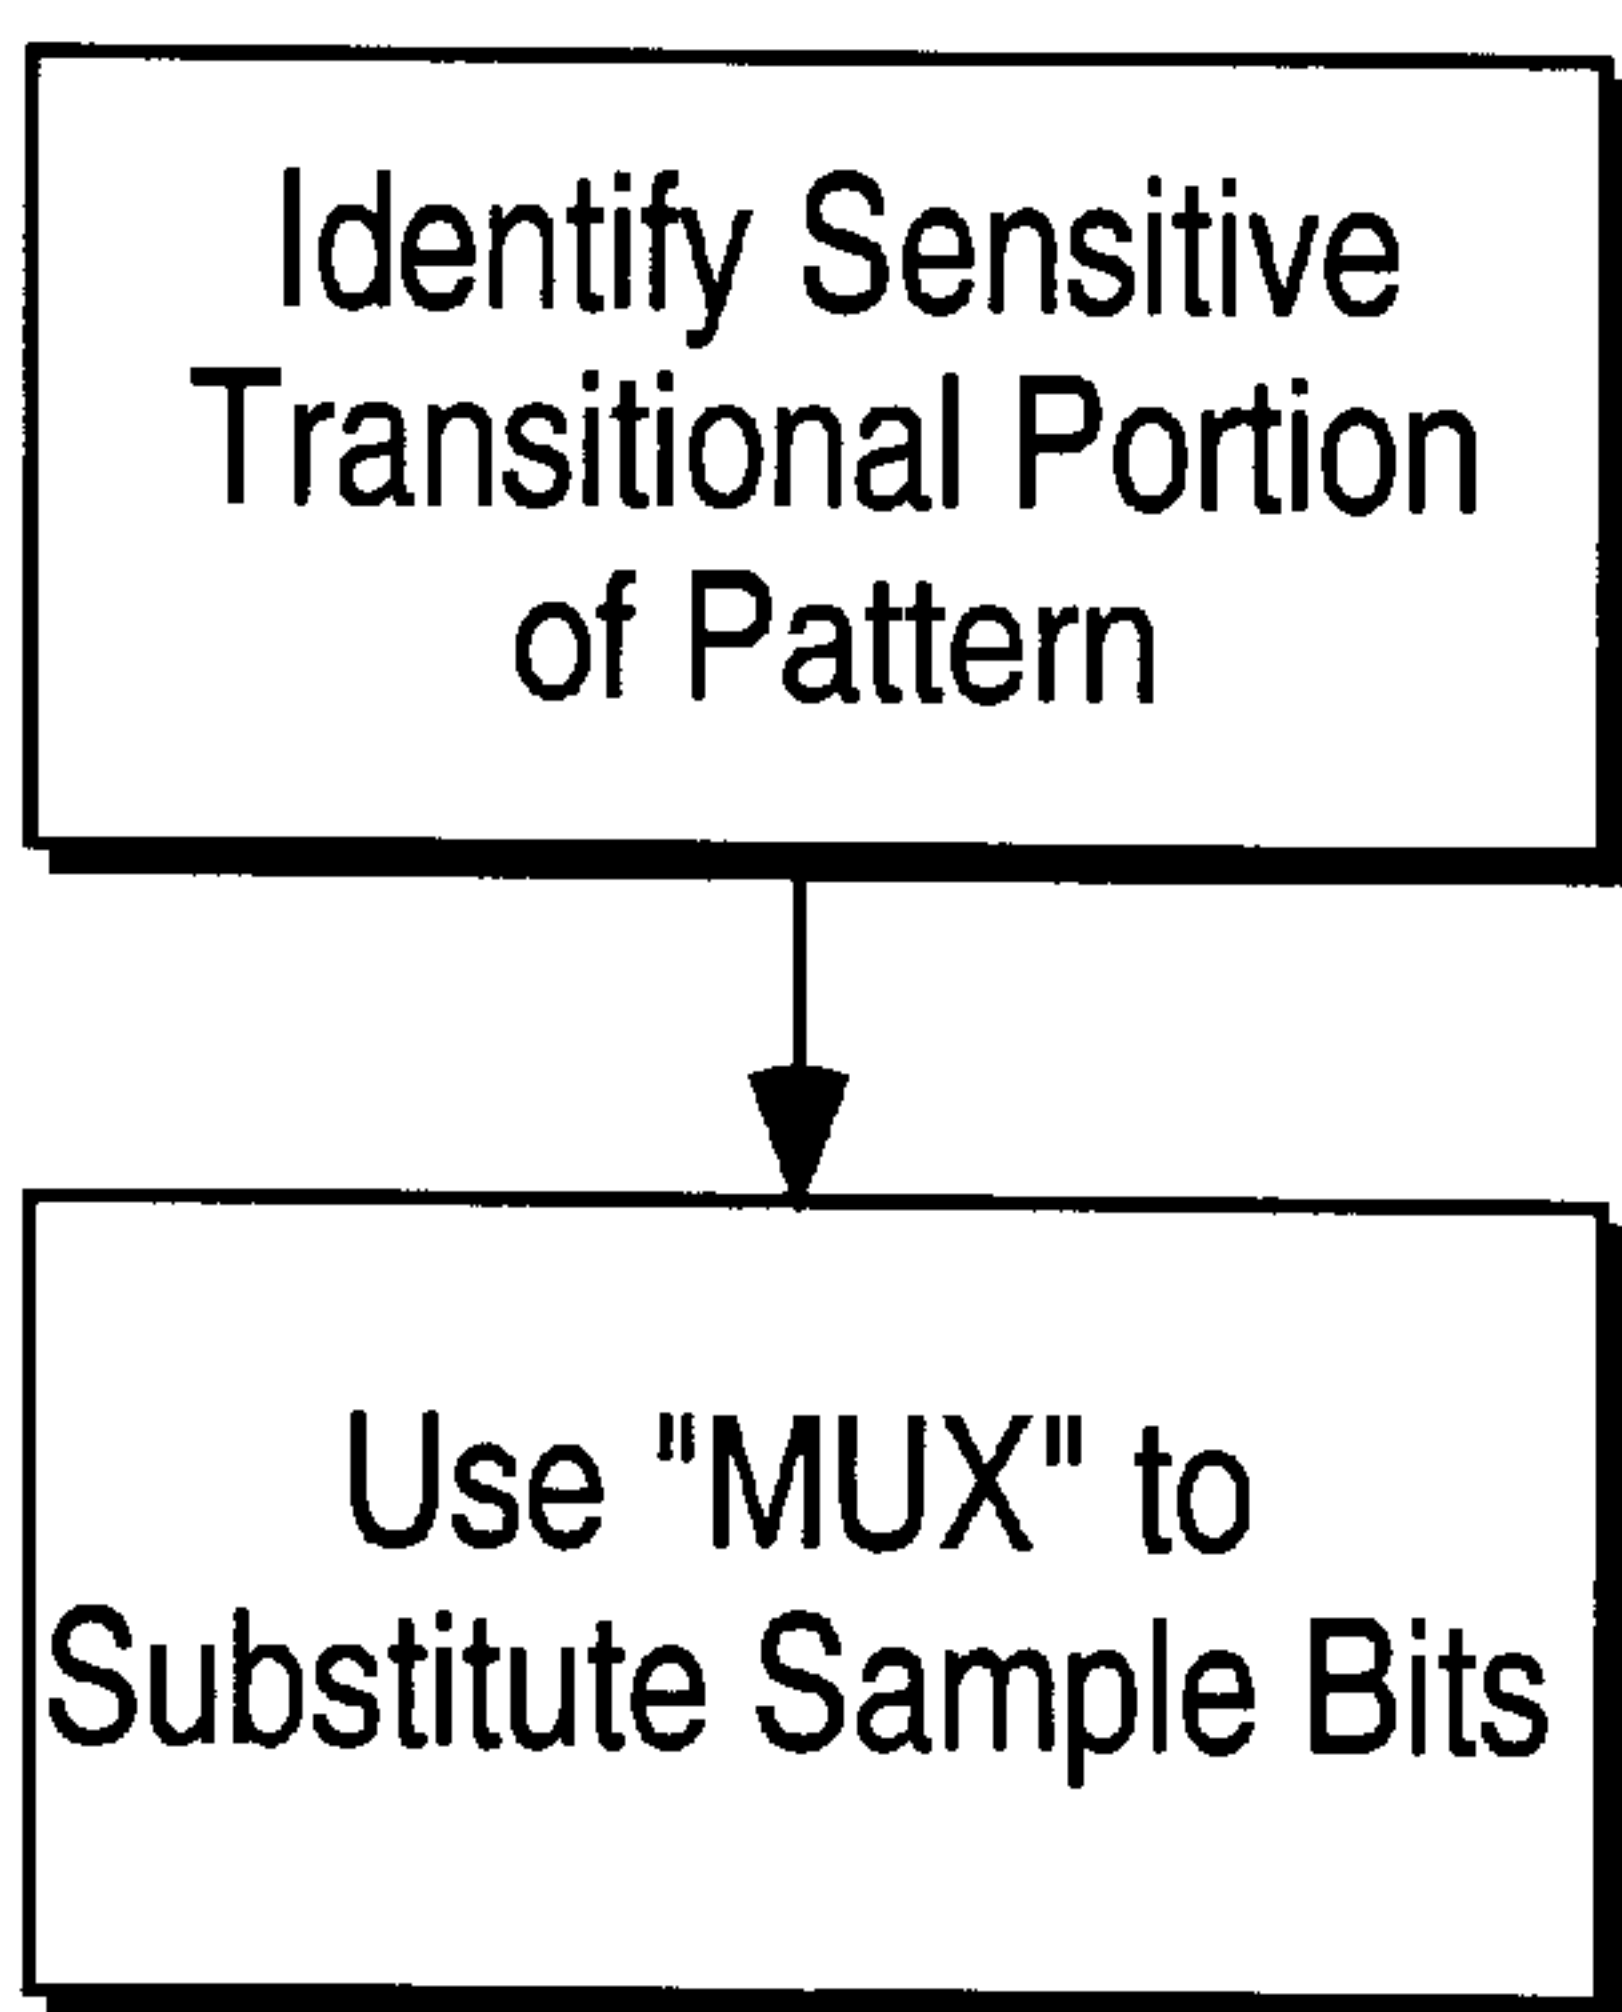 Identify Sensitive
Transitional Portion
of Pattern
Use "MUX" to
Substitute Sample Bits